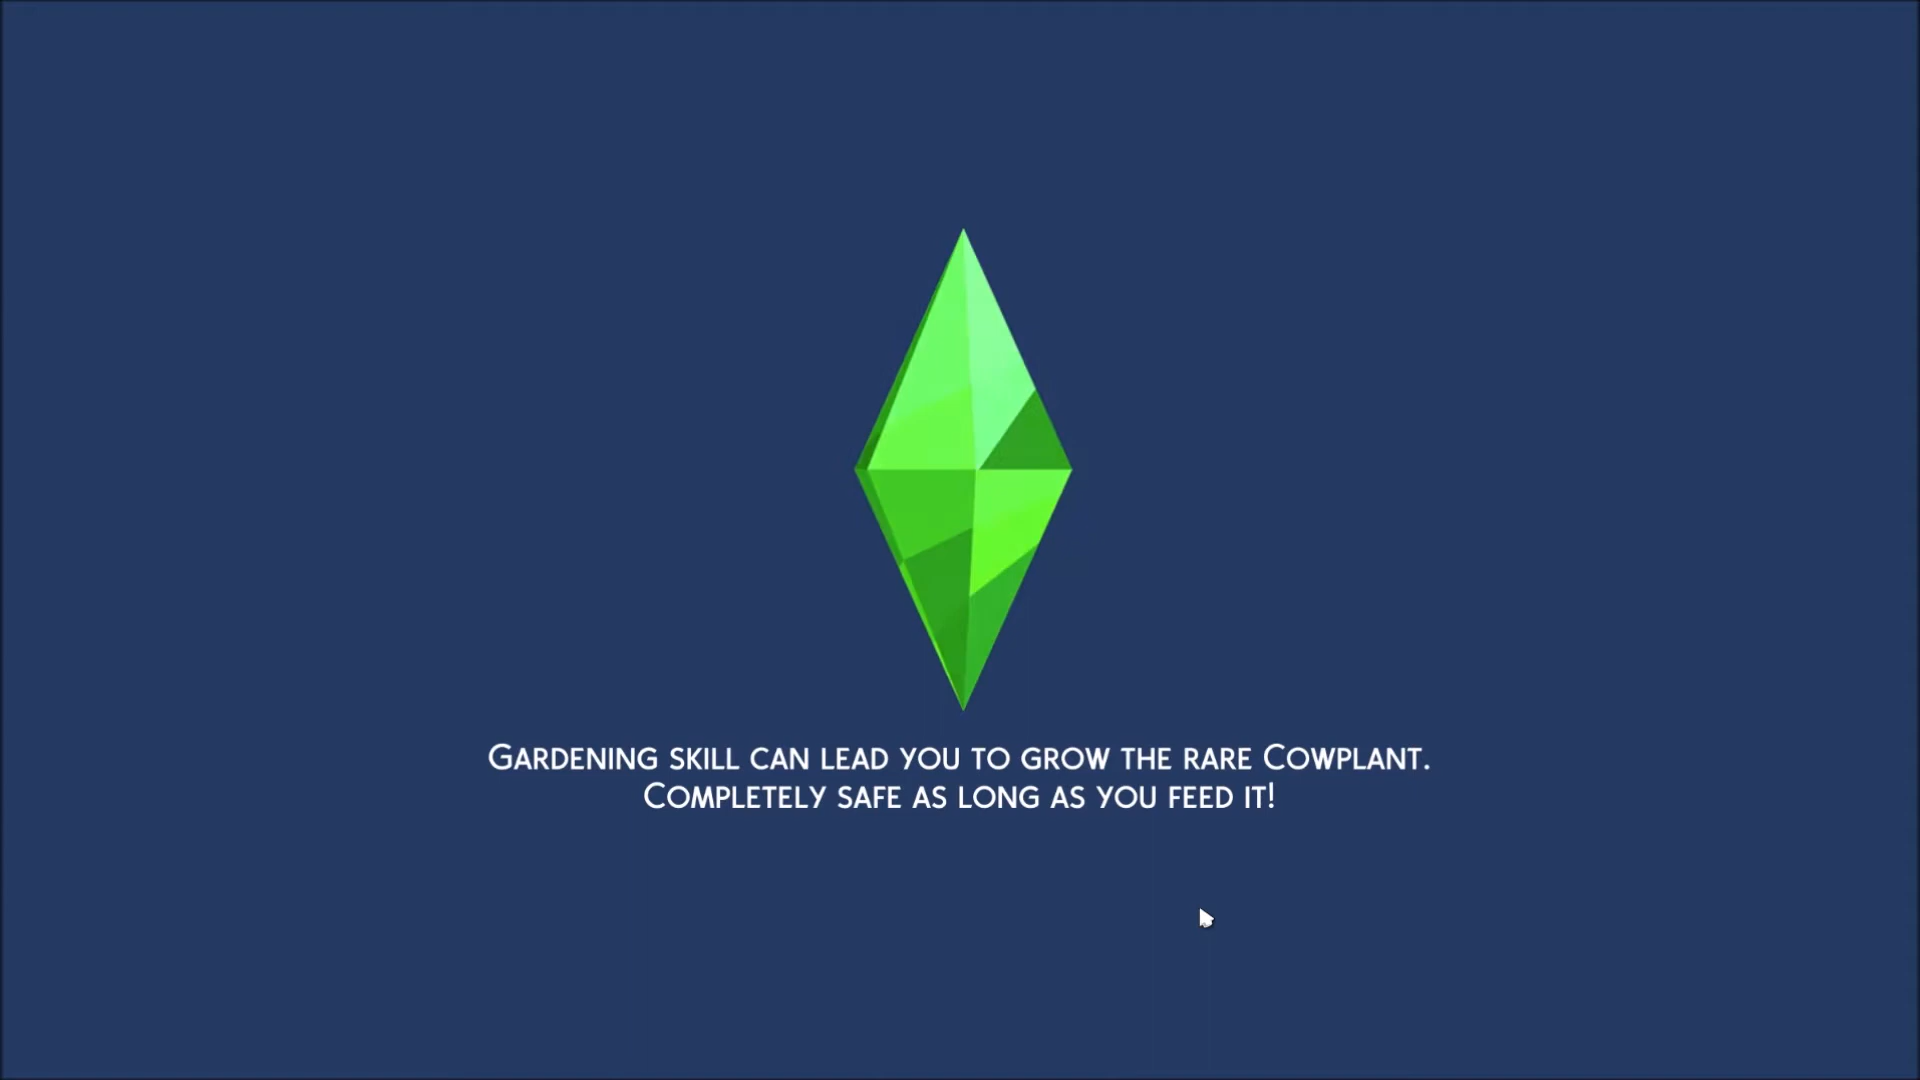 Gardening skill can lead you to grow the rare Cowplant.
Completely safe as long as you feed it!